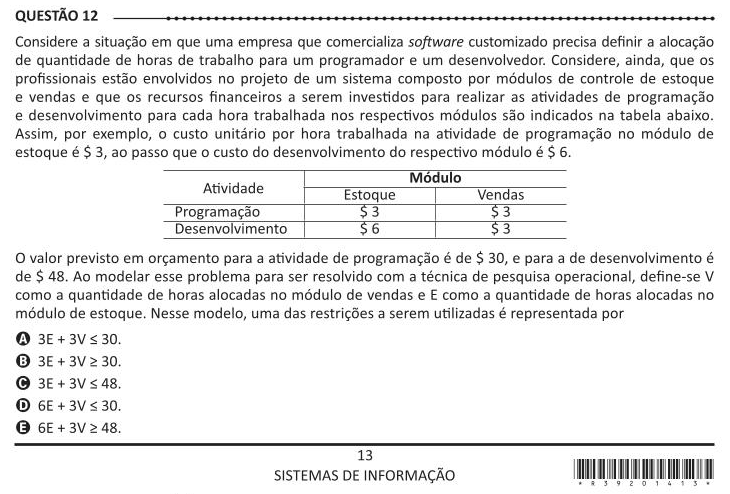 QUESTÃO 12
Considere a situação em que uma empresa que comercializa software customizado precisa definir a alocação
de quantidade de horas de trabalho para um programador e um desenvolvedor. Considere, ainda, que os
profissionais estão envolvidos no projeto de um sistema composto por módulos de controle de estoque
e vendas e que os recursos financeiros a serem investidos para realizar as atividades de programação
e desenvolvimento para cada hora trabalhada nos respectivos módulos são indicados na tabela abaixo.
Assim, por exemplo, o custo unitário por hora trabalhada na atividade de programação no módulo de
estoque é $ 3, ao passo que o custo do desenvolvimento do respectivo módulo é $ 6.
Atividade Módulo
Estoque Vendas
Programação $ 3 $ 3
Desenvolvimento $ 6 $ 3
O valor previsto em orçamento para a atividade de programação é de $ 30, e para a de desenvolvimento é
de $ 48. Ao modelar esse problema para ser resolvido com a técnica de pesquisa operacional, define-se V
como a quantidade de horas alocadas no módulo de vendas e E como a quantidade de horas alocadas no
módulo de estoque. Nesse modelo, uma das restrições a serem utilizadas é representada por
A 3E + 3V ≤ 30.
B 3E + 3V ≥ 30.
C 3E + 3V ≤ 48.
D 6E + 3V ≤ 30.
E 6E + 3V ≥ 48.
13
SISTEMAS DE INFORMAÇÃO
* R 3 9 2 0 1 4 1 3 *